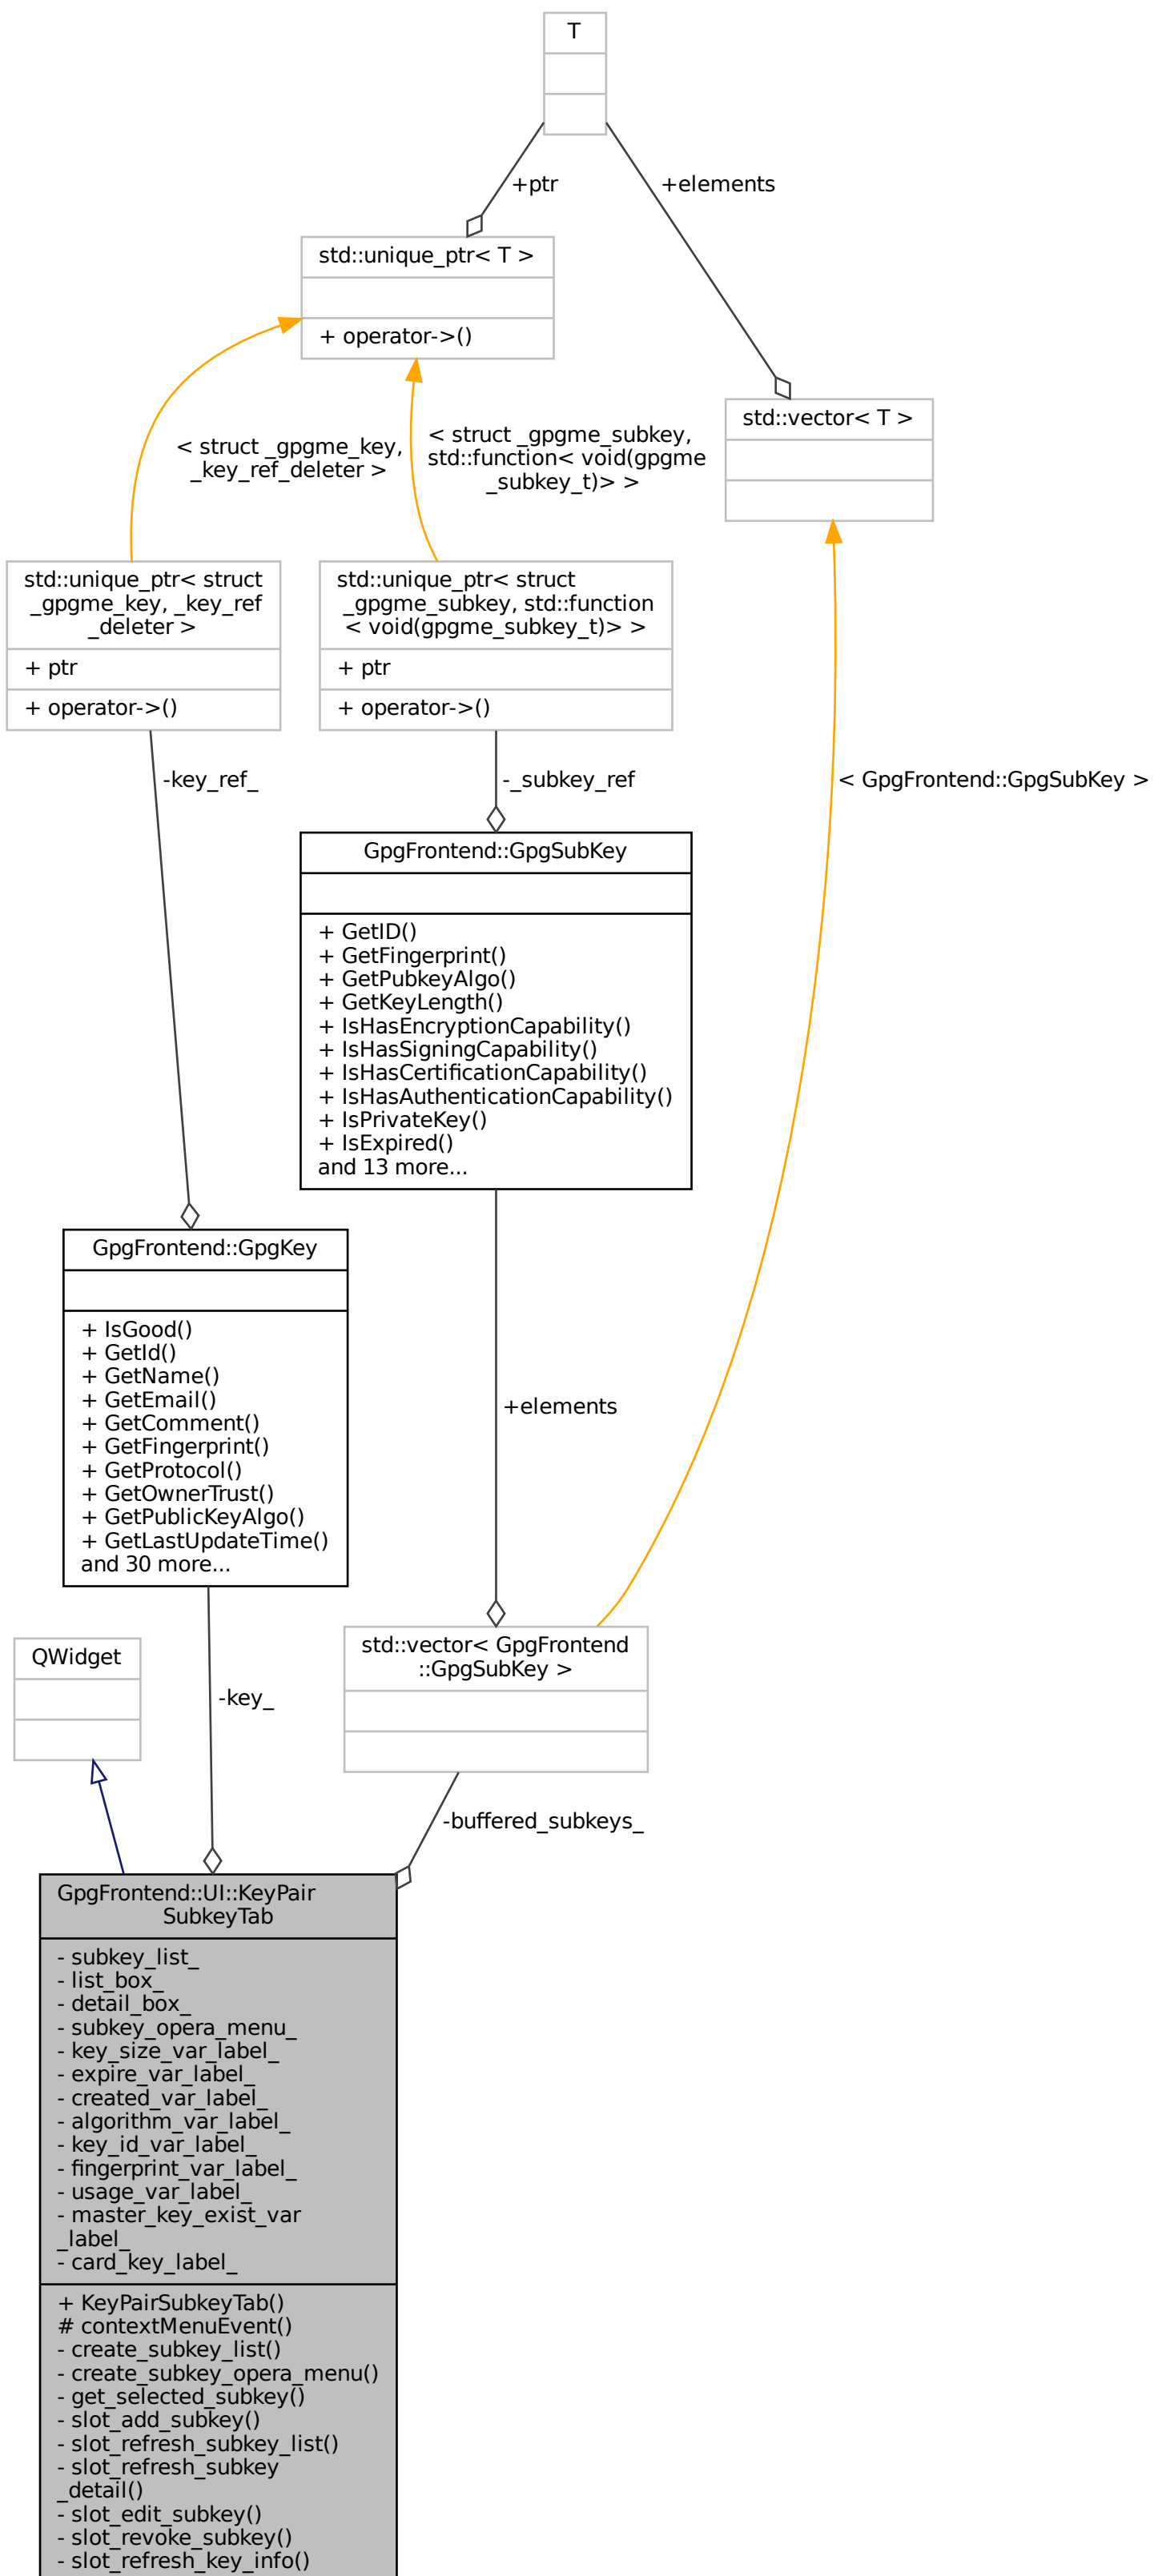 T
+ptr
+elements
std::unique_ptr< T >
+ operator->()
std::vector< T >
< struct _gpgme_key,
_key_ref_deleter >
< struct _gpgme_subkey,
std::function< void(gpgme
_subkey_t)> >
std::unique_ptr< struct
_gpgme_key, _key_ref
_deleter >
+ ptr
+ operator->()
std::unique_ptr< struct
_gpgme_subkey, std::function
< void(gpgme_subkey_t)> >
+ ptr
+ operator->()
-key_ref_
-_subkey_ref
< GpgFrontend::GpgSubKey >
GpgFrontend::GpgSubKey
+ GetID()
+ GetFingerprint()
+ GetPubkeyAlgo()
+ GetKeyLength()
+ IsHasEncryptionCapability()
+ IsHasSigningCapability()
+ IsHasCertificationCapability()
+ IsHasAuthenticationCapability()
+ IsPrivateKey()
+ IsExpired()
and 13 more...
GpgFrontend::GpgKey
+ IsGood()
+ GetId()
+ GetName()
+ GetEmail()
+ GetComment()
+ GetFingerprint()
+ GetProtocol()
+ GetOwnerTrust()
+ GetPublicKeyAlgo()
+ GetLastUpdateTime()
and 30 more...
+elements
QWidget
std::vector< GpgFrontend
::GpgSubKey >
-key_
-buffered_subkeys_
GpgFrontend::UI::KeyPair
SubkeyTab
- subkey_list_
- list_box_
- detail_box_
- subkey_opera_menu_
- key_size_var_label_
- expire_var_label_
- created_var_label_
- algorithm_var_label_
- key_id_var_label_
- fingerprint_var_label_
- usage_var_label_
- master_key_exist_var
_label_
- card_key_label_
+ KeyPairSubkeyTab()
# contextMenuEvent()
- create_subkey_list()
- create_subkey_opera_menu()
- get_selected_subkey()
- slot_add_subkey()
- slot_refresh_subkey_list()
- slot_refresh_subkey
_detail()
- slot_edit_subkey()
- slot_revoke_subkey()
- slot_refresh_key_info()